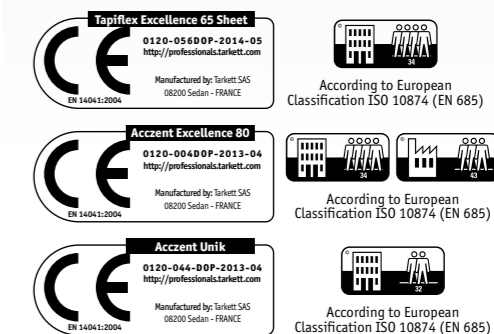 Tapiflex Excellence 65 Sheet
0120-056DOP-2014-05
http://professionals.tarkett.com
Manufactured by: Tarkett SAS
08200 Sedan - FRANCE
EN 14041:2004
34
According to European
Classification ISO 10874 (EN 685)
Acczent Excellence 80
0120-004DOP-2013-04
http://professionals.tarkett.com
Manufactured by: Tarkett SAS
08200 Sedan - FRANCE
EN 14041:2004
34
43
According to European
Classification ISO 10874 (EN 685)
Acczent Unik
0120-044-DOP-2013-04
http://professionals.tarkett.com
Manufactured by: Tarkett SAS
08200 Sedan - FRANCE
EN 14041:2004
32
According to European
Classification ISO 10874 (EN 685)